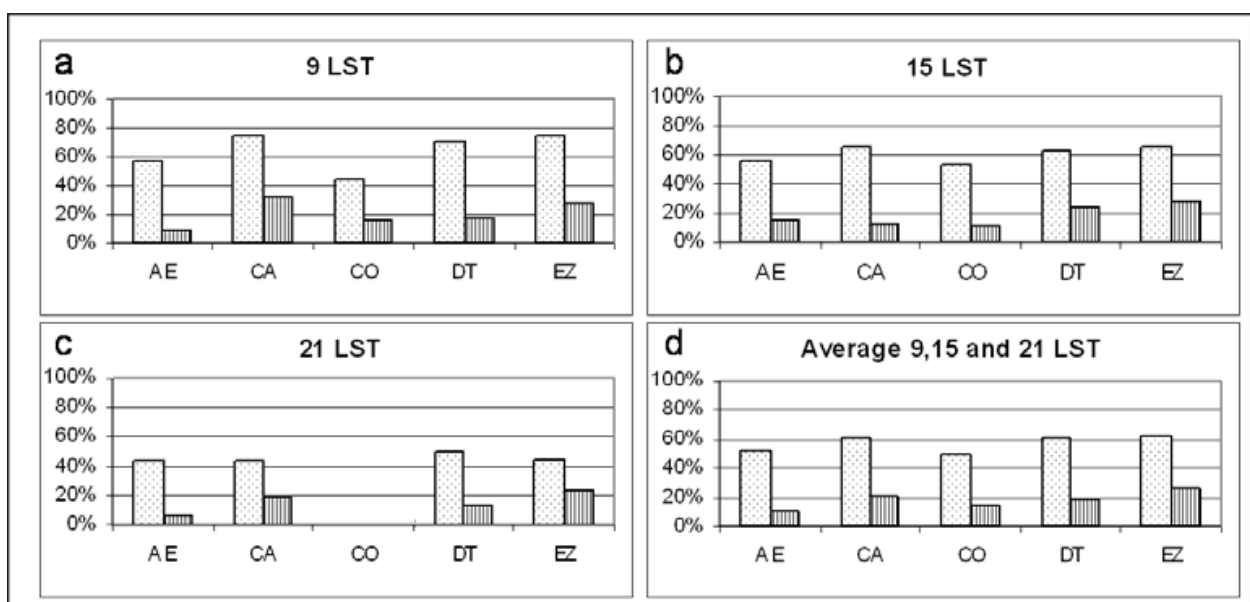 a
9 LST
100%
80%
60%
40%
20%
0%
AE CA CO DT EZ
b
15 LST
100%
80%
60%
40%
20%
0%
AE CA CO DT EZ
c
21 LST
100%
80%
60%
40%
20%
0%
AE CA CO DT EZ
d
Average 9,15 and 21 LST
100%
80%
60%
40%
20%
0%
AE CA CO DT EZ